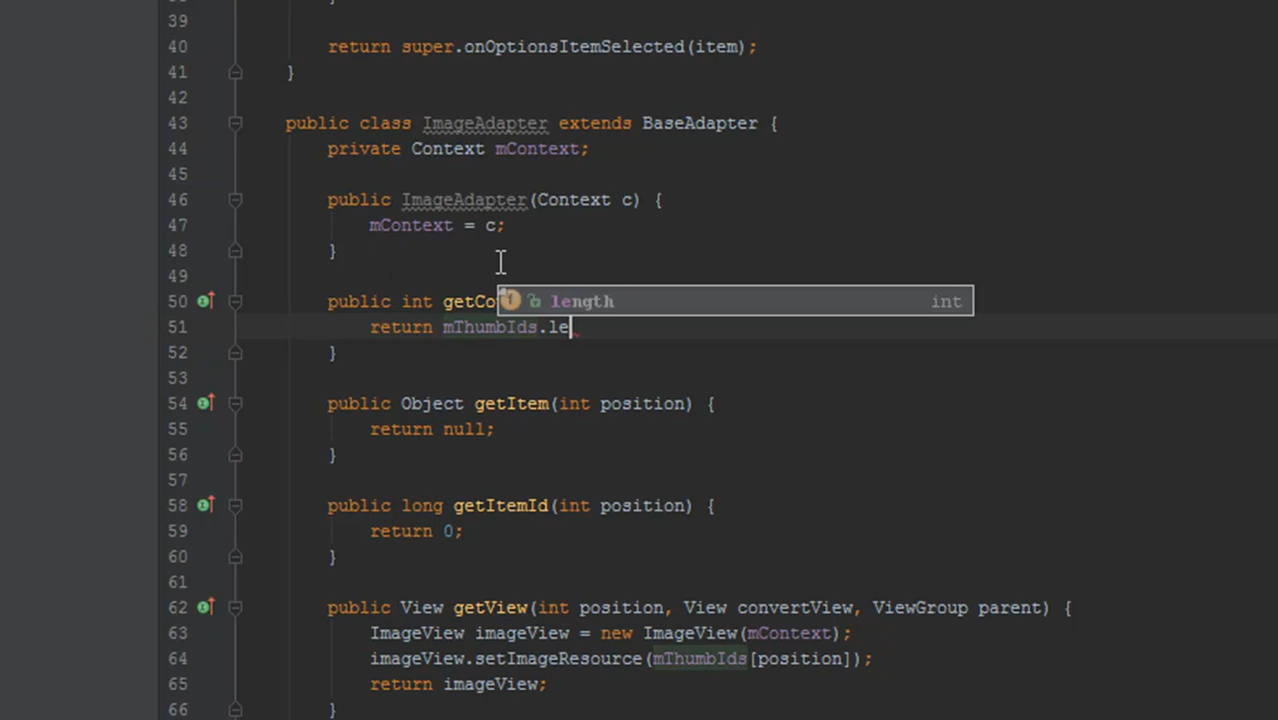 39
40 return super.onOptionsItemSelected(item);
41 }
42
43 public class ImageAdapter extends BaseAdapter {
44 private Context mContext;
45
46 public ImageAdapter(Context c) {
47 mContext = c;
48 }
49
50 public int getCo length int
51 return mThumbIds.le
52 }
53
54 public Object getItem(int position) {
55 return null;
56 }
57
58 public long getItemId(int position) {
59 return 0;
60 }
61
62 public View getView(int position, View convertView, ViewGroup parent) {
63 ImageView imageView = new ImageView(mContext);
64 imageView.setImageResource(mThumbIds[position]);
65 return imageView;
66 }